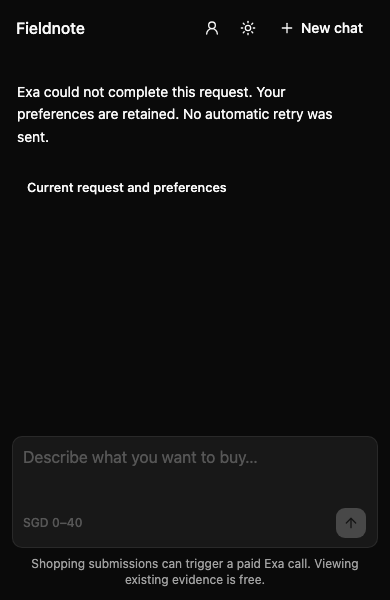 Fieldnote
New chat
Exa could not complete this request. Your
preferences are retained. No automatic retry was
sent.
Current request and preferences
Describe what you want to buy...
SGD 0–40
Shopping submissions can trigger a paid Exa call. Viewing
existing evidence is free.